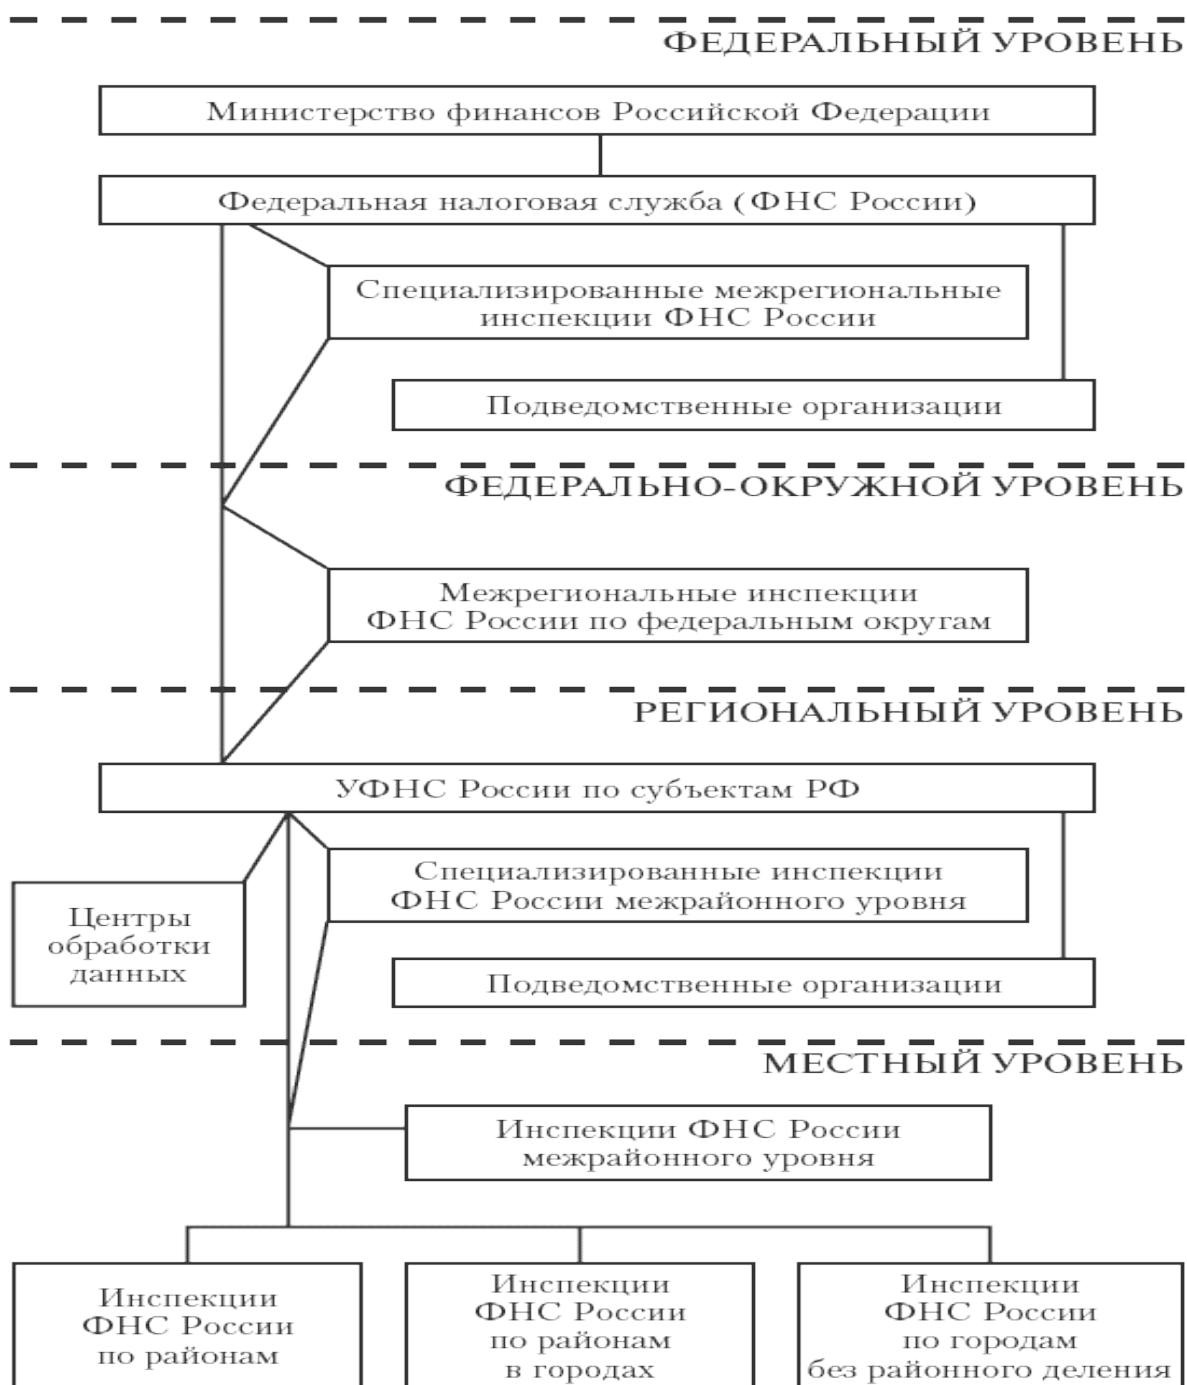 ФЕДЕРАЛЬНЫЙ УРОВЕНЬ
Министерство финансов Российской Федерации
Федеральная налоговая служба (ФНС России)
Специализированные межрегиональные
инспекции ФНС России
Подведомственные организации
ФЕДЕРАЛЬНО-ОКРУЖНОЙ УРОВЕНЬ
Межрегиональные инспекции
ФНС России по федеральным округам
РЕГИОНАЛЬНЫЙ УРОВЕНЬ
УФНС России по субъектам РФ
Специализированные инспекции
ФНС России межрайонного уровня
Центры
обработки
данных
Подведомственные организации
МЕСТНЫЙ УРОВЕНЬ
Инспекции ФНС России
межрайонного уровня
Инспекции
ФНС России
по районам
Инспекции
ФНС России
по районам
в городах
Инспекции
ФНС России
по городам
без районного деления